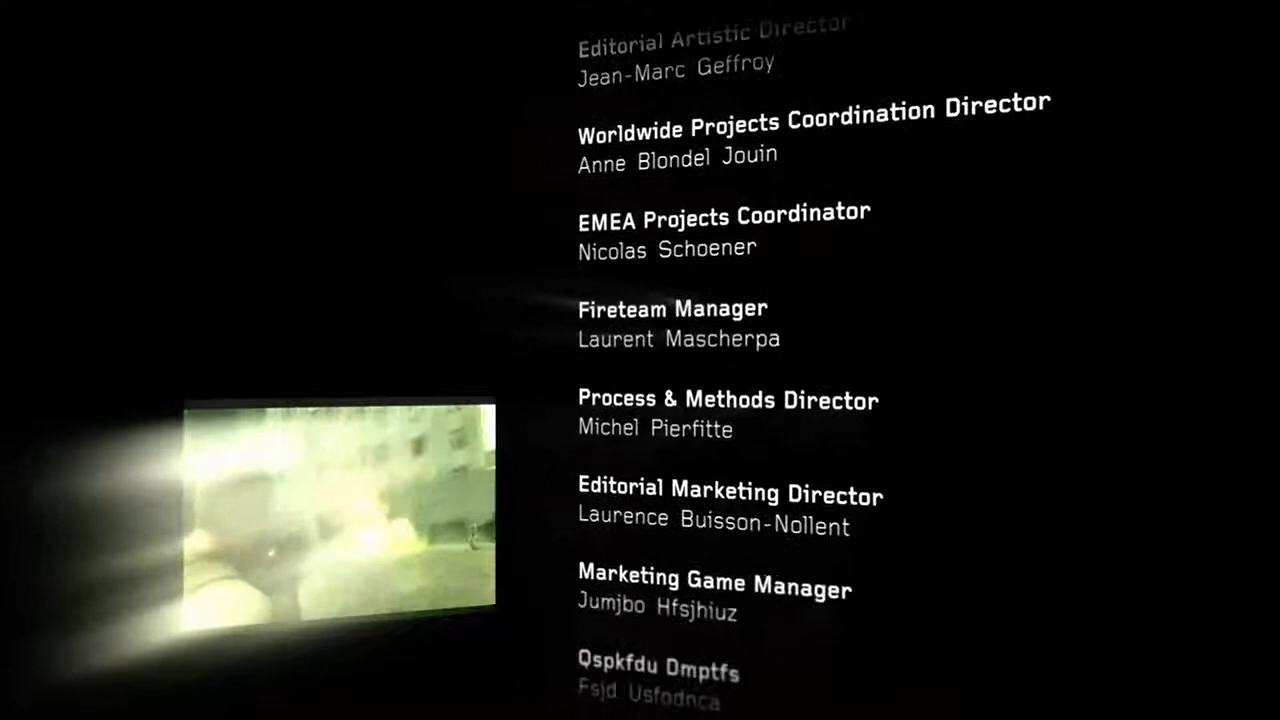 Editorial Artistic Director
Jean-Marc Geffroy
Worldwide Projects Coordination Director
Anne Blondel Jouin
EMEA Projects Coordinator
Nicolas Schoener
Fireteam Manager
Laurent Mascherpa
Process & Methods Director
Michel Pierfitte
Editorial Marketing Director
Laurence Buisson-Nollent
Marketing Game Manager
Jumjbo Hfsjhiuz
Qspkfdu Dmptfs
Fsjd Usfodnca